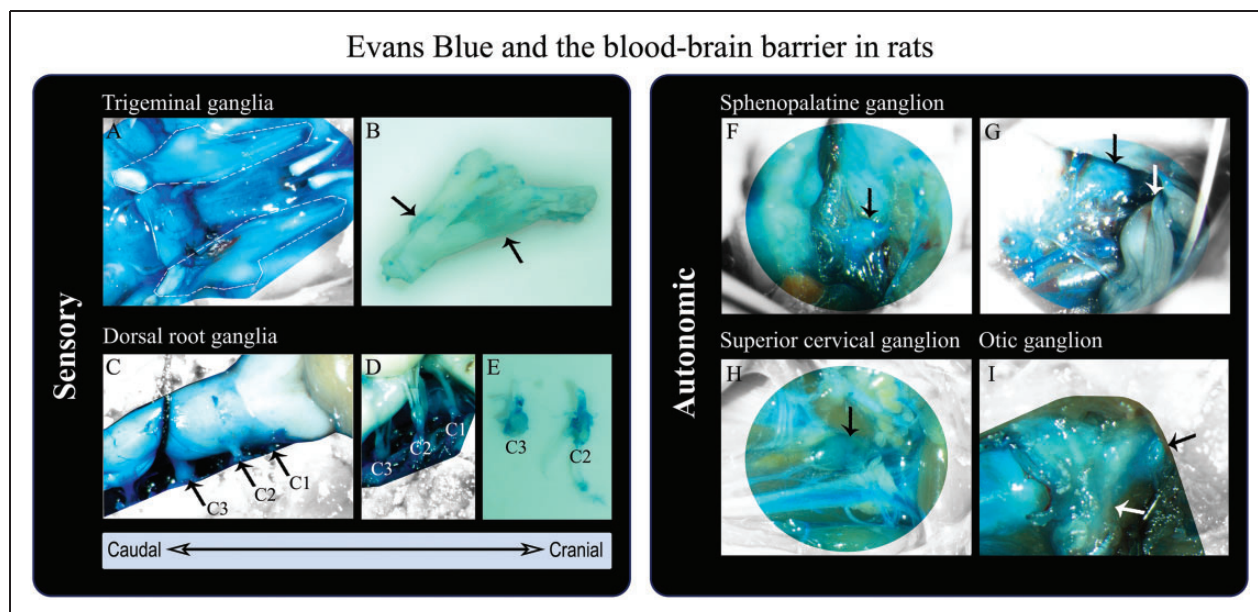 Evans Blue and the blood-brain barrier in rats
Sensory
Trigeminal ganglia
A
B
Dorsal root ganglia
C
C3
C2
C1
D
C3
C2
C1
E
C3
C2
Caudal
Cranial
Autonomic
Sphenopalatine ganglion
F
G
Superior cervical ganglion
H
Otic ganglion
I